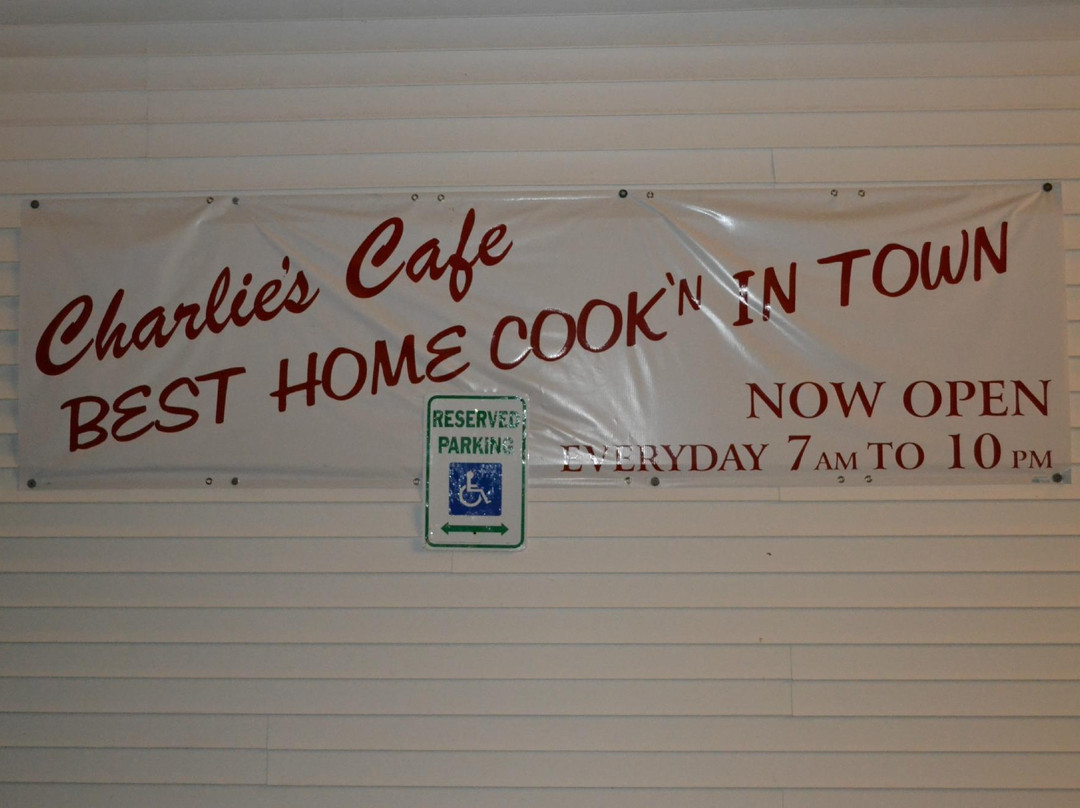 Charlie's Cafe
BEST HOME COOK'N IN TOWN
NOW OPEN
EVERYDAY 7AM TO 10 PM
RESERVED
PARKING